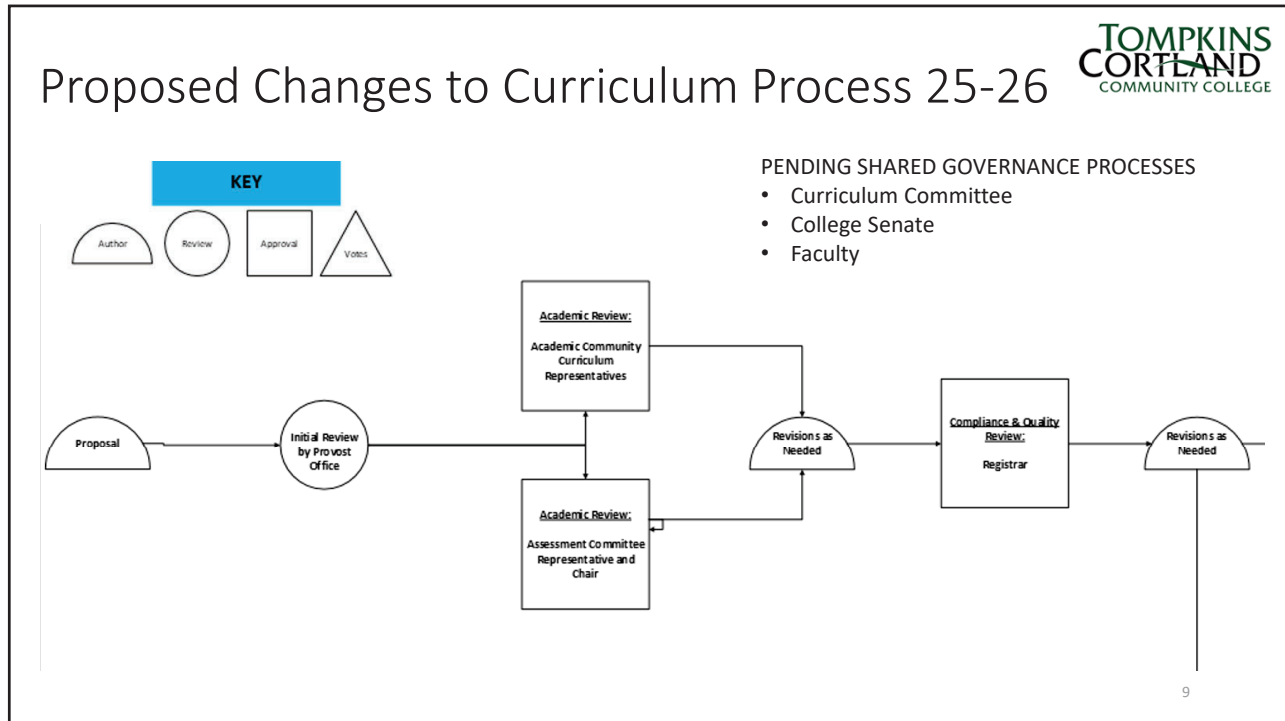 TOMPKINS
CORTLAND
COMMUNITY COLLEGE
Proposed Changes to Curriculum Process 25-26
KEY
Author
Review
Approval
Votes
PENDING SHARED GOVERNANCE PROCESSES
• Curriculum Committee
• College Senate
• Faculty
Proposal
Initial Review
by Provost
Office
Academic Review:
Academic Community
Curriculum
Representatives
Academic Review:
Assessment Committee
Representative and
Chair
Revisions as
Needed
Compliance & Quality
Review:
Registrar
Revisions as
Needed
9